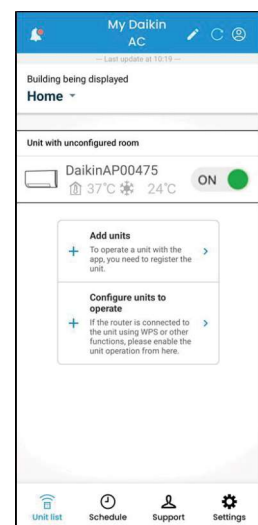 My Daikin
AC
— Last update at 10:19 —
Building being displayed
Home
Unit with unconfigured room
DaikinAP00475
37°C 24°C
ON
Add units
To operate a unit with the
app, you need to register the
unit.
Configure units to
operate
If the router is connected to
the unit using WPS or other
functions, please enable the
unit operation from here.
Unit list Schedule Support Settings